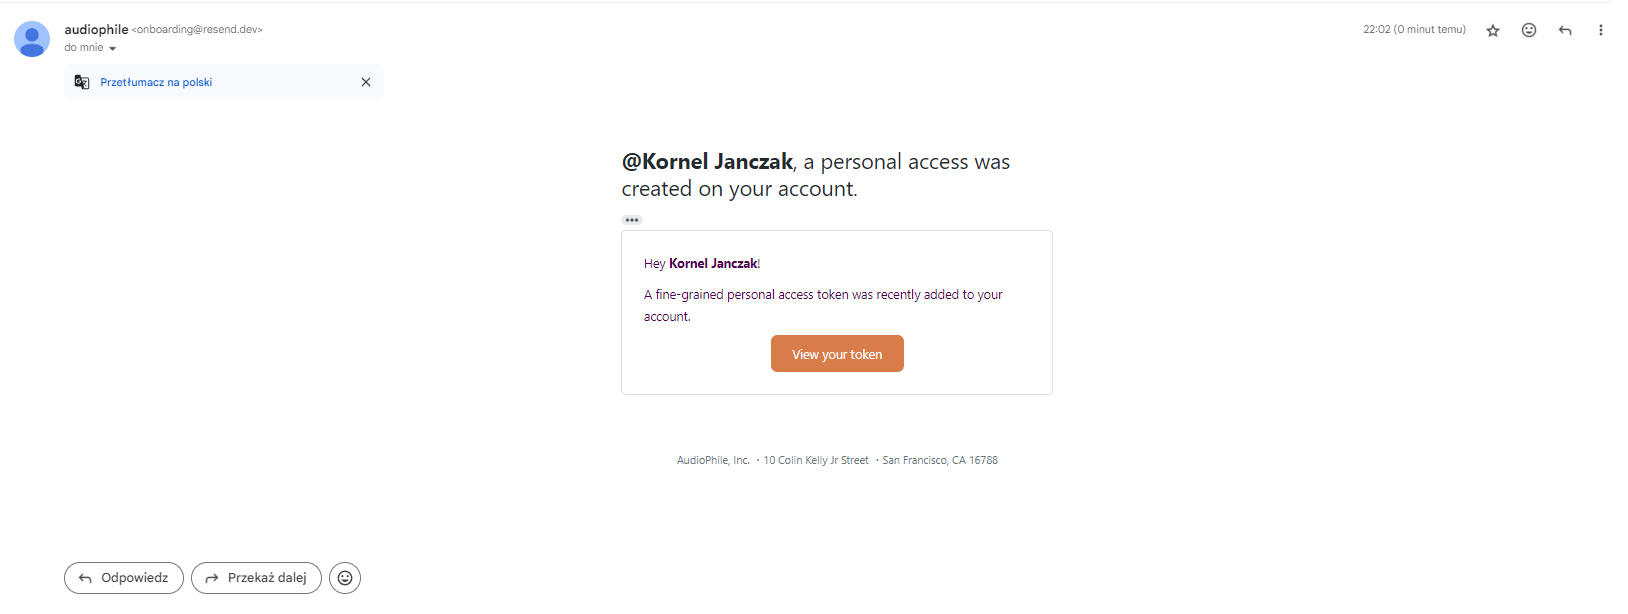 audiophile <onboarding@resend.dev>
22:02 (0 minut temu)
do mnie
Przetłumacz na polski
@Kornel Janczak, a personal access was
created on your account.
Hey Kornel Janczak!
A fine-grained personal access token was recently added to your
account.
View your token
AudioPhile, Inc. ・10 Colin Kelly Jr Street ・San Francisco, CA 16788
Odpowiedz
Przekaż dalej